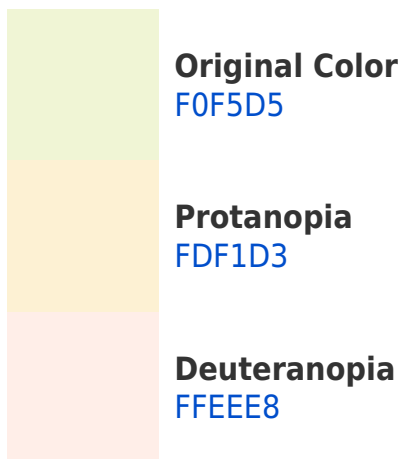 Original Color
F0F5D5
Protanopia
FDF1D3
Deuteranopia
FFEEE8